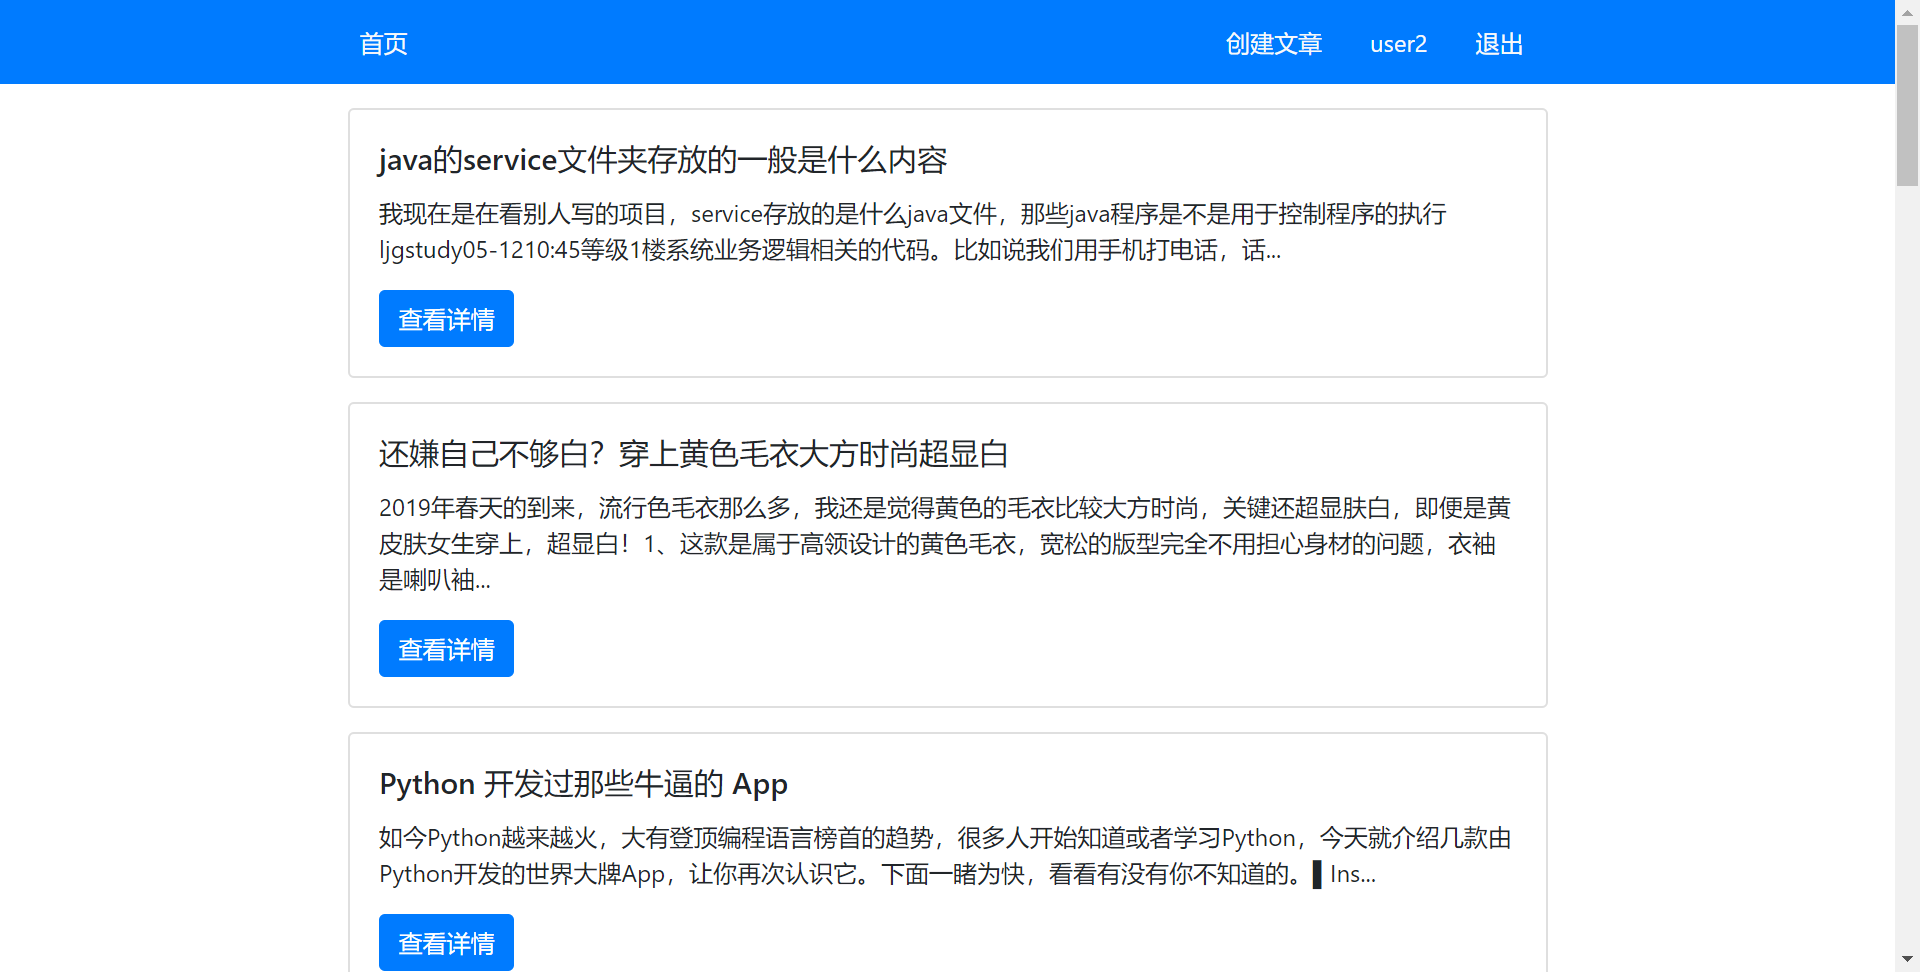 首页
创建文章
user2
退出
java的service文件夹存放的一般是什么内容
我现在是在看别人写的项目，service存放的是什么java文件，那些java程序是不是用于控制程序的执行
ljgstudy05-1210:45等级1楼系统业务逻辑相关的代码。比如说我们用手机打电话，话...
查看详情
还嫌自己不够白？穿上黄色毛衣大方时尚超显白
2019年春天的到来，流行色毛衣那么多，我还是觉得黄色的毛衣比较大方时尚，关键还超显肤白，即便是黄
皮肤女生穿上，超显白！1、这款是属于高领设计的黄色毛衣，宽松的版型完全不用担心身材的问题，衣袖
是喇叭袖...
查看详情
Python 开发过那些牛逼的 App
如今Python越来越火，大有登顶编程语言榜首的趋势，很多人开始知道或者学习Python，今天就介绍几款由
Python开发的世界大牌App，让你再次认识它。下面一睹为快，看看有没有你不知道的。▌Ins...
查看详情